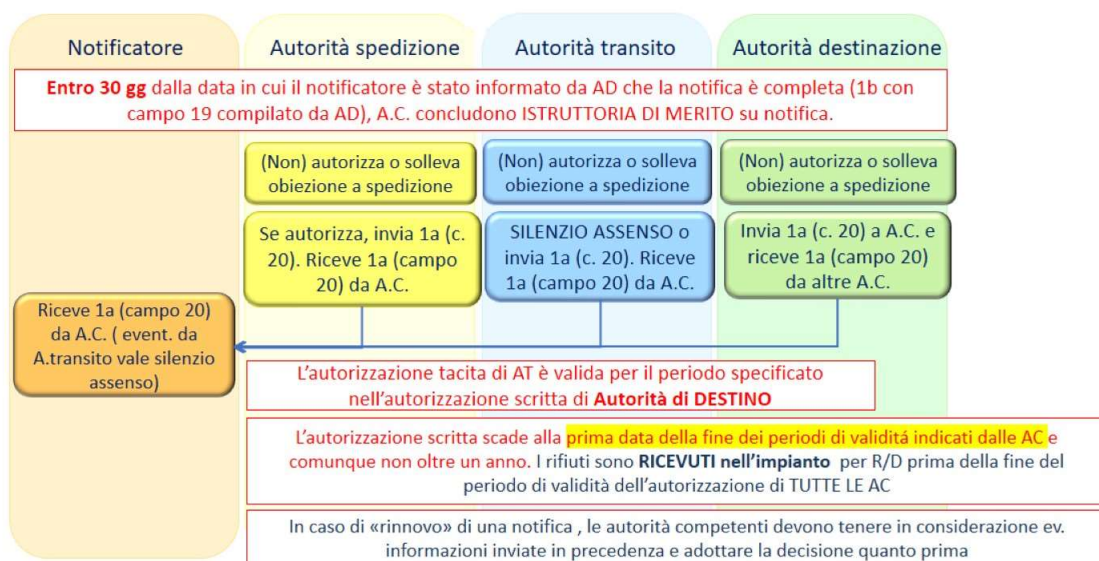 Notificatore
Autorità spedizione
Autorità transito
Autorità destinazione
Entro 30 gg dalla data in cui il notificatore è stato informato da AD che la notifica è completa (1b con
campo 19 compilato da AD), A.C. concludono ISTRUTTORIA DI MERITO su notifica.
(Non) autorizza o solleva
obiezione a spedizione
(Non) autorizza o solleva
obiezione a spedizione
(Non) autorizza o solleva
obiezione a spedizione
Se autorizza, invia 1a (c.
20). Riceve 1a (campo
20) da A.C.
SILENZIO ASSENSO o
invia 1a (c. 20). Riceve
1a (campo 20) da A.C.
Invia 1a (c. 20) a A.C. e
riceve 1a (campo 20)
da altre A.C.
Riceve 1a (campo 20)
da A.C. ( event. da
A.transito vale silenzio
assenso)
L’autorizzazione tacita di AT è valida per il periodo specificato
nell’autorizzazione scritta di Autorità di DESTINO
L’autorizzazione scritta scade alla prima data della fine dei periodi di validitá indicati dalle AC e
comunque non oltre un anno. I rifiuti sono RICEVUTI nell’impianto per R/D prima della fine del
periodo di validità dell’autorizzazione di TUTTE LE AC
In caso di «rinnovo» di una notifica , le autorità competenti devono tenere in considerazione ev.
informazioni inviate in precedenza e adottare la decisione quanto prima